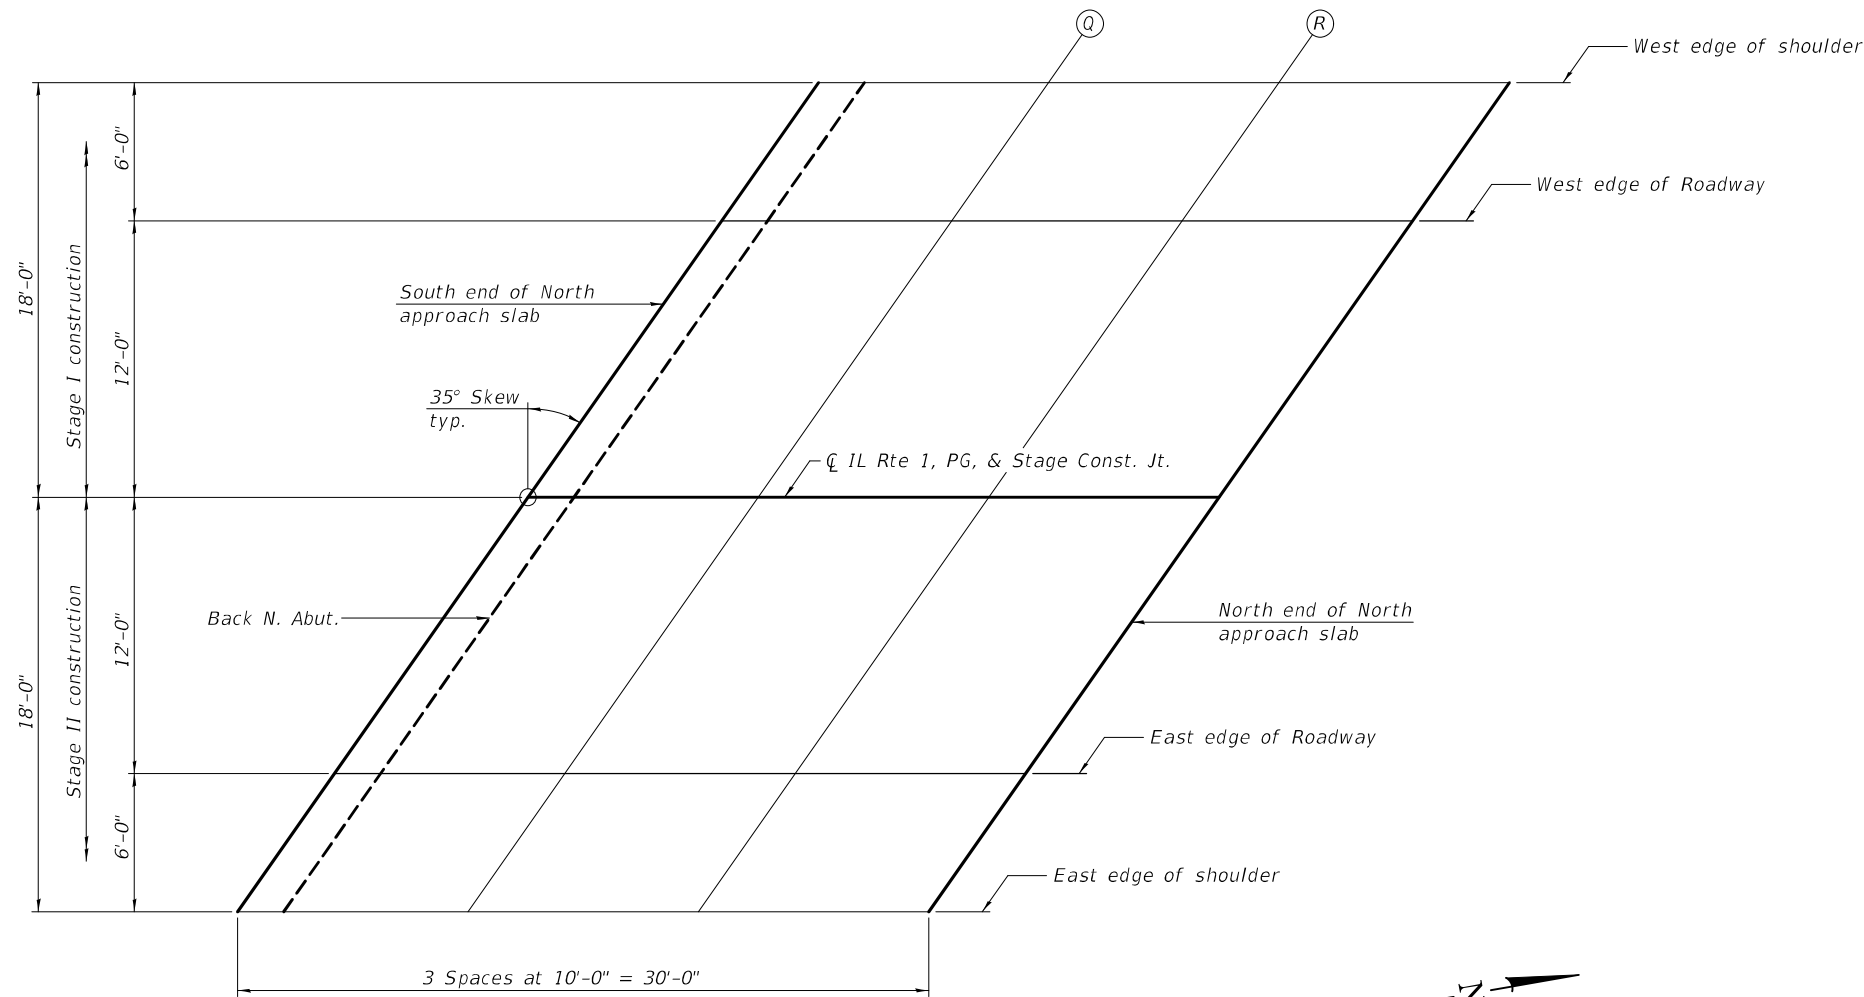 Q
R
West edge of shoulder
West edge of Roadway
6'-0"
18'-0"
Stage I construction
12'-0"
South end of North
approach slab
35° Skew
typ.
℄ IL Rte 1, PG, & Stage Const. Jt.
Back N. Abut.
North end of North
approach slab
12'-0"
18'-0"
Stage II construction
East edge of Roadway
6'-0"
East edge of shoulder
3 Spaces at 10'-0" = 30'-0"
N